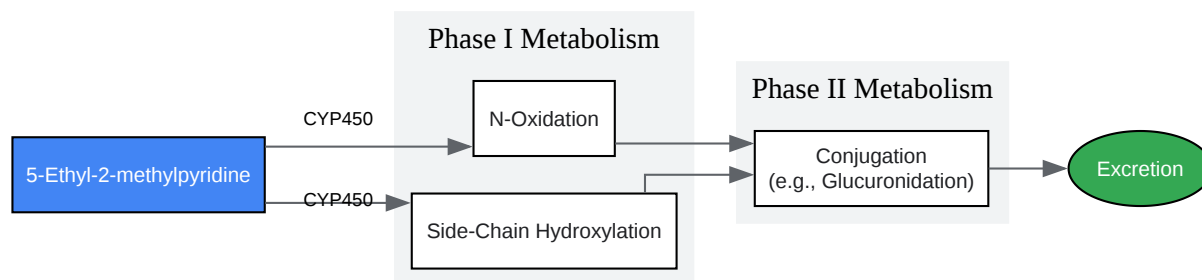 Phase I Metabolism
Phase II Metabolism
CYP450
N-Oxidation
5-Ethyl-2-methylpyridine
CYP450
Side-Chain Hydroxylation
Conjugation
(e.g., Glucuronidation)
Excretion